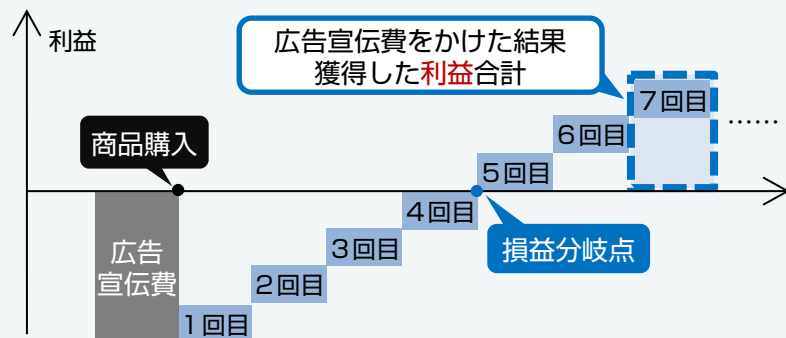 利益
広告宣伝費をかけた結果
獲得した利益合計
商品購入
7回目
……
6回目
5回目
4回目
損益分岐点
3回目
広告
宣伝費
2回目
1回目